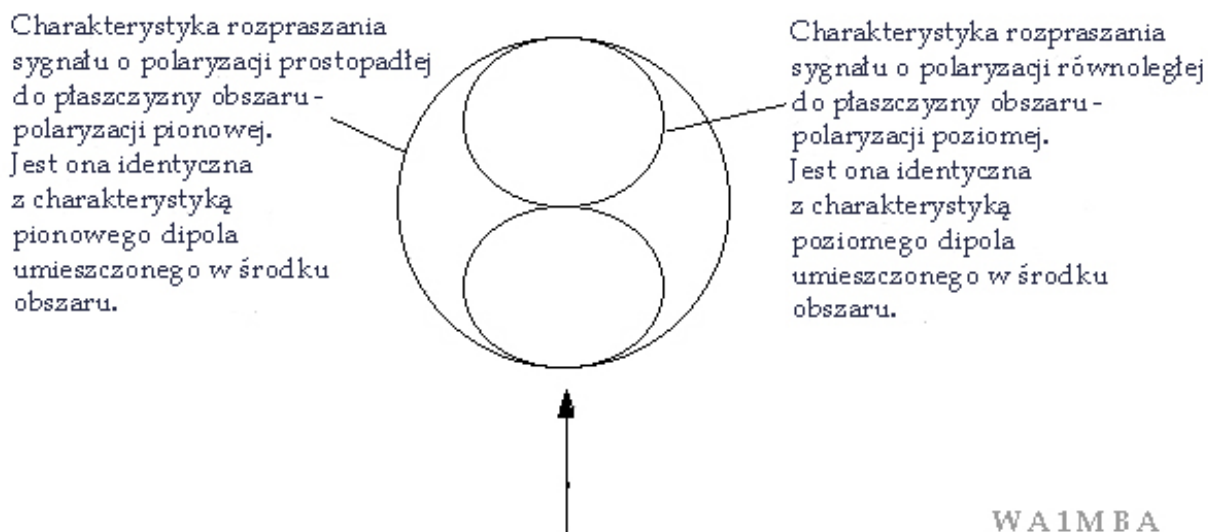 Charakterystyka rozpraszania
sygnału o polaryzacji prostopadłej
do płaszczyzny obszaru-
polaryzacji pionowej.
Jest ona identyczna
z charakterystyką
pionowego dipola
umieszczonego w środku
obszaru.
Charakterystyka rozpraszania
sygnału o polaryzacji równoległej
do płaszczyzny obszaru-
polaryzacji poziomej.
Jest ona identyczna
z charakterystyką
poziomego dipola
umieszczonego w środku
obszaru.
WA1MBA